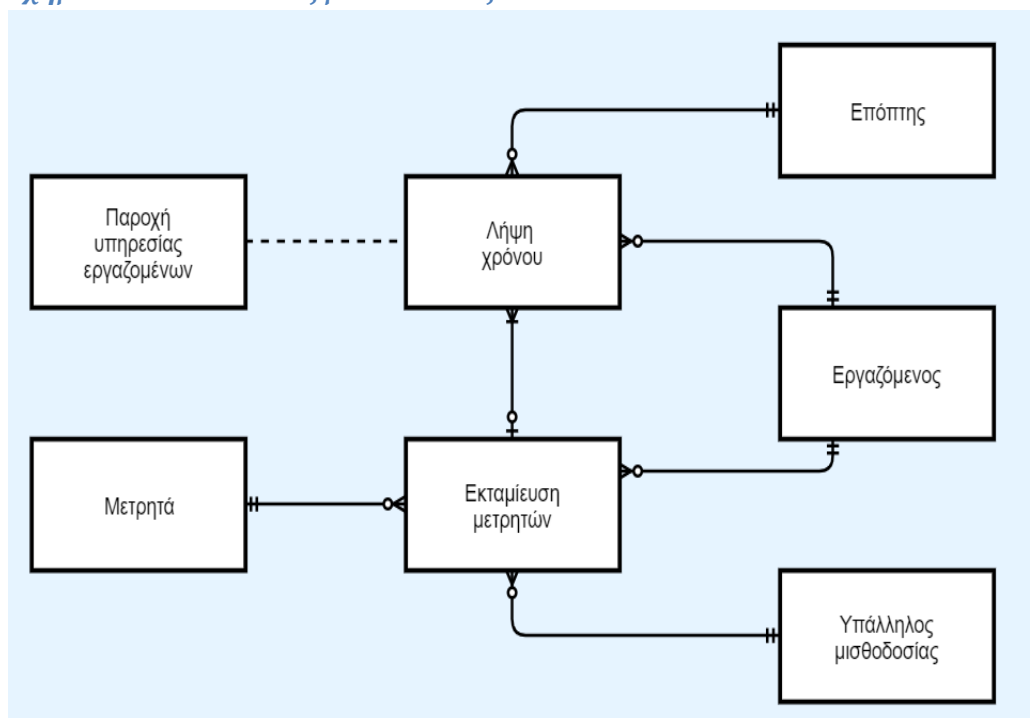 Επόπτης
Παροχή
υπηρεσίας
εργαζομένων
Λήψη
χρόνου
Εργαζόμενος
Μετρητά
Εκταμίευση
μετρητών
Υπάλληλος
μισθοδοσίας